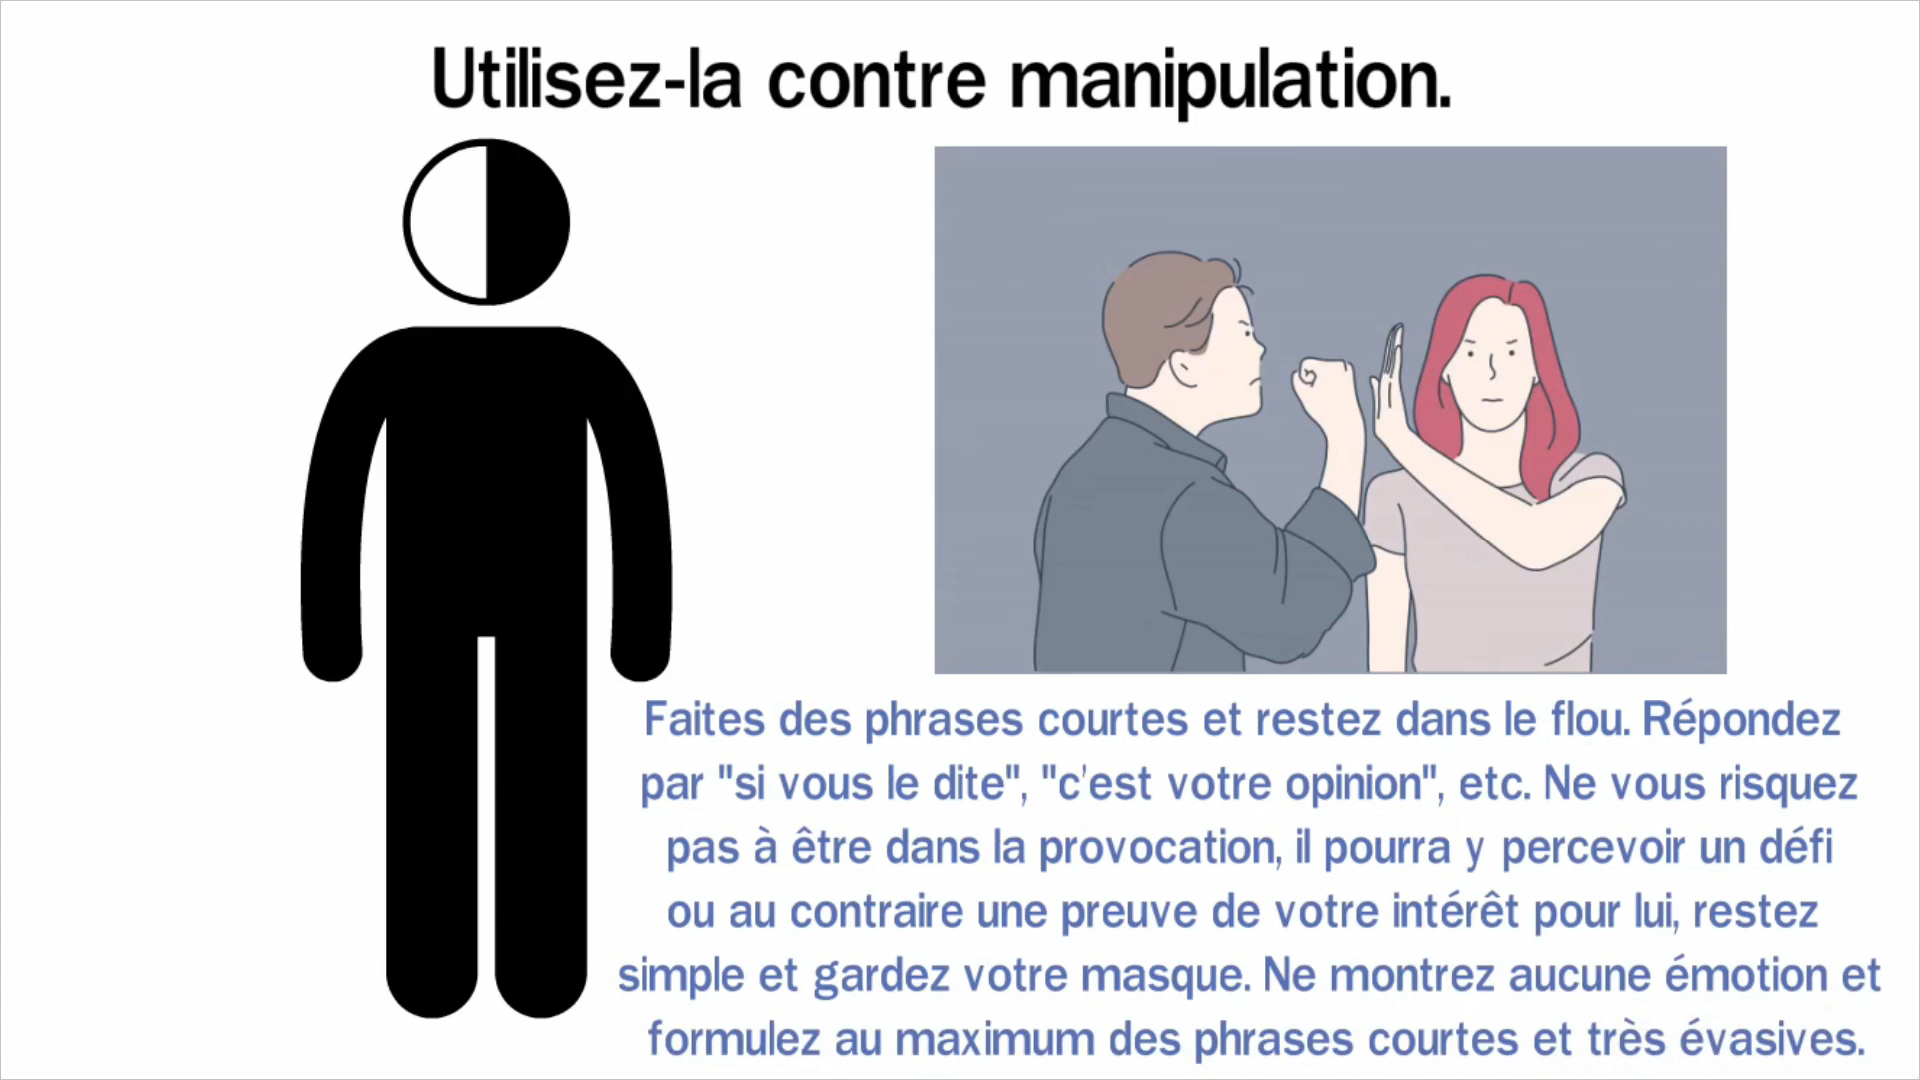 Utilisez-la contre manipulation.
Faites des phrases courtes et restez dans le flou. Répondez
par "si vous le dite", "c'est votre opinion", etc. Ne vous risquez
pas à être dans la provocation, il pourra y percevoir un défi
ou au contraire une preuve de votre intérêt pour lui, restez
simple et gardez votre masque. Ne montrez aucune émotion et
formulez au maximum des phrases courtes et très évasives.